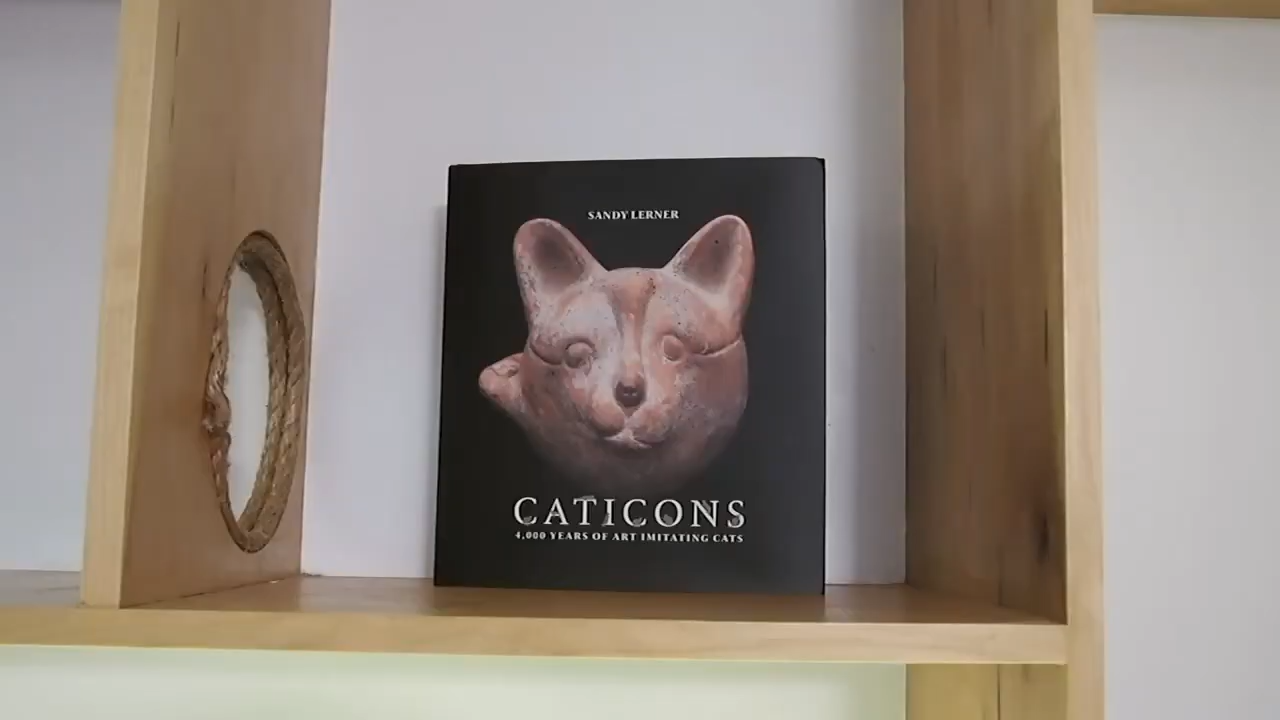 SANDY LERNER
CATICONS
4,000 YEARS OF ART IMITATING CATS